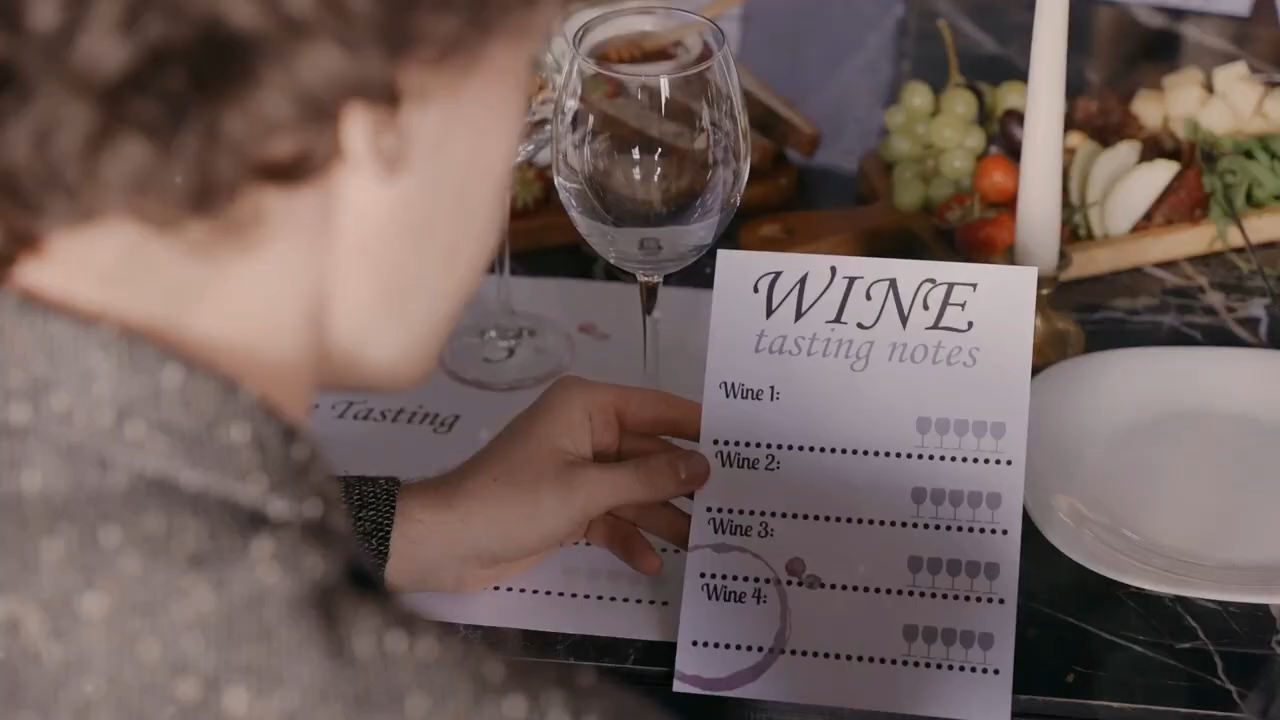 WINE
tasting notes
Wine 1:
Wine 2:
Wine 3:
Wine 4:
Tasting